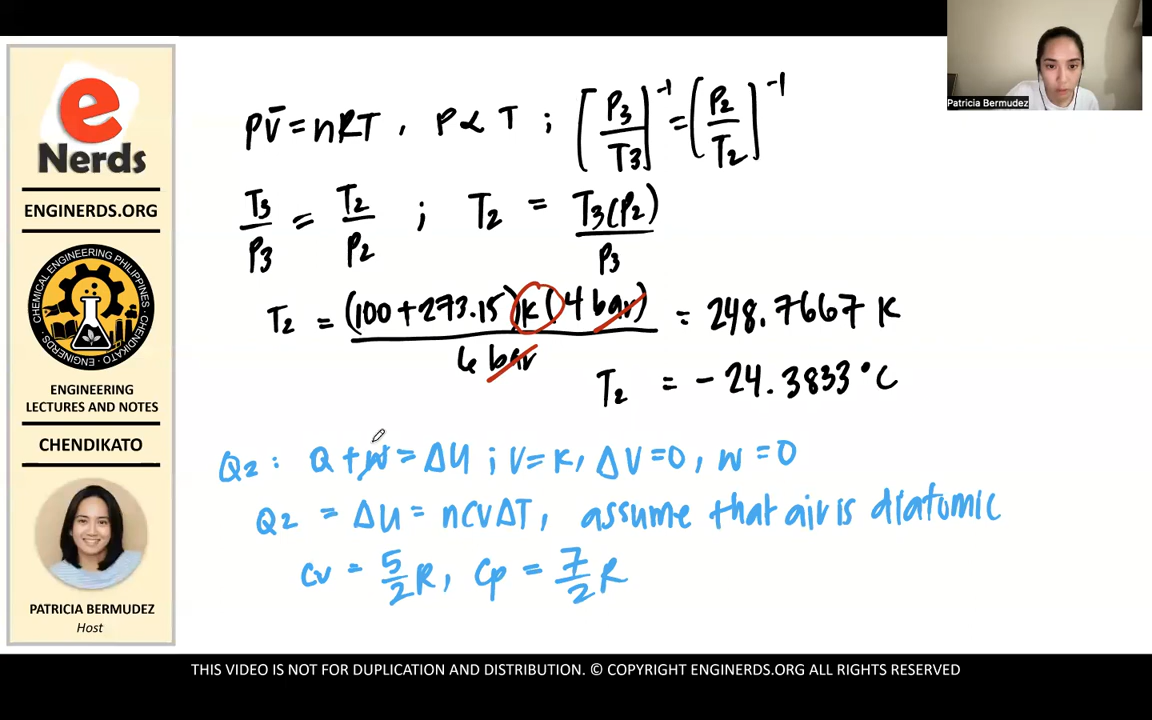 e
Nerds
ENGINERDS.ORG
CHEMICAL ENGINEERING PHILIPPINES
ENGINERDS CHENDIKATO
ENGINEERING
LECTURES AND NOTES
CHENDIKATO
PATRICIA BERMUDEZ
Host
Patricia Bermudez
PV̄ = nRT, P ∝ T ; [P3/T3]^-1 = [P2/T2]^-1
T3/P3 = T2/P2 ; T2 = T3(P2)/P3
T2 = (100+273.15)K(4 bar)/6 bar = 248.7667 K
T2 = -24.3833 °C
Q2: Q + W = ΔU ; V = K, ΔV = 0, W = 0
Q2 = ΔU = nCVΔT, assume that air is diatomic
Cv = 5/2 R, Cp = 7/2 R
THIS VIDEO IS NOT FOR DUPLICATION AND DISTRIBUTION. © COPYRIGHT ENGINERDS.ORG ALL RIGHTS RESERVED